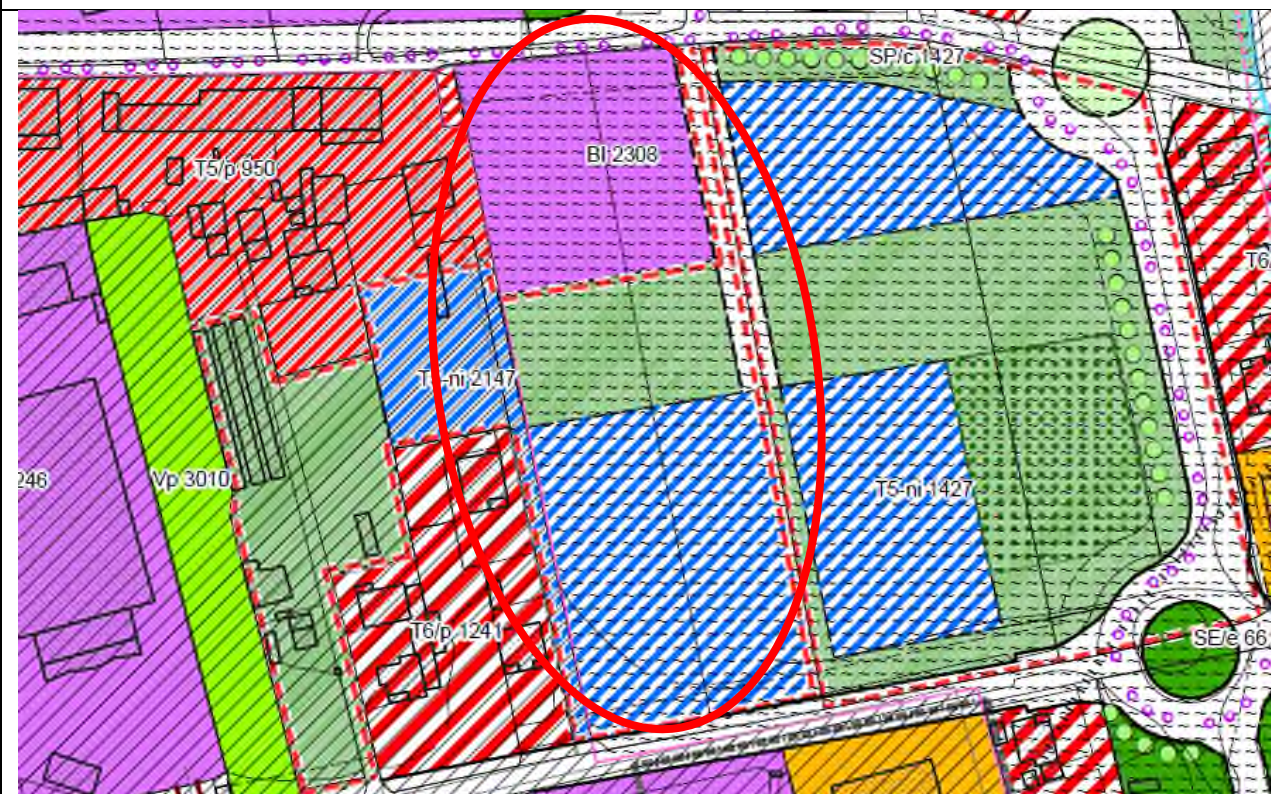 SP/c 1427
BI 2308
T5/p 950
T6/
T5-ni 2147
246
Vp 3010
T5-ni 1427
T6/p 1241
SE/e 66